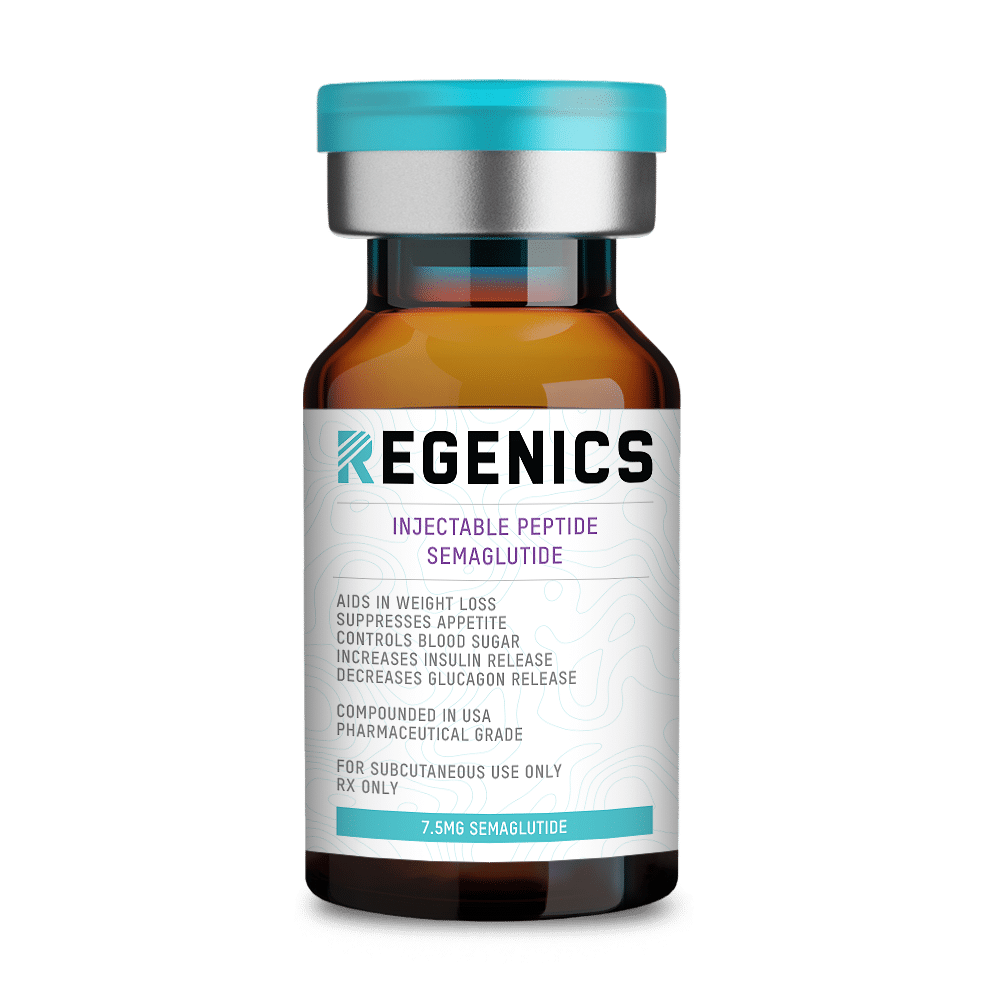 REGENICS
INJECTABLE PEPTIDE
SEMAGLUTIDE
AIDS IN WEIGHT LOSS
SUPPRESSES APPETITE
CONTROLS BLOOD SUGAR
INCREASES INSULIN RELEASE
DECREASES GLUCAGON RELEASE
COMPOUNDED IN USA
PHARMACEUTICAL GRADE
FOR SUBCUTANEOUS USE ONLY
RX ONLY
7.5MG SEMAGLUTIDE